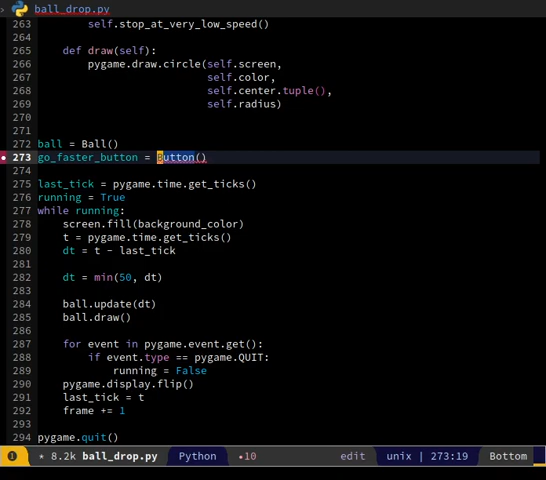 › ball_drop.py
263 self.stop_at_very_low_speed()
264
265 def draw(self):
266 pygame.draw.circle(self.screen,
267 self.color,
268 self.center.tuple(),
269 self.radius)
270
271
272 ball = Ball()
273 go_faster_button = Button()
274
275 last_tick = pygame.time.get_ticks()
276 running = True
277 while running:
278 screen.fill(background_color)
279 t = pygame.time.get_ticks()
280 dt = t - last_tick
281
282 dt = min(50, dt)
283
284 ball.update(dt)
285 ball.draw()
286
287 for event in pygame.event.get():
288 if event.type == pygame.QUIT:
289 running = False
290 pygame.display.flip()
291 last_tick = t
292 frame += 1
293
294 pygame.quit()
1 * 8.2k ball_drop.py Python •10 edit unix | 273:19 Bottom